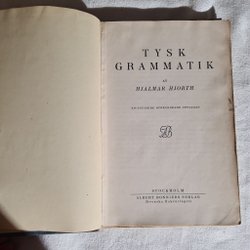 TYSK
GRAMMATIK
AV
HJALMAR HJORTH
STOCKHOLM
ALBERT BONNIERS FÖRLAG